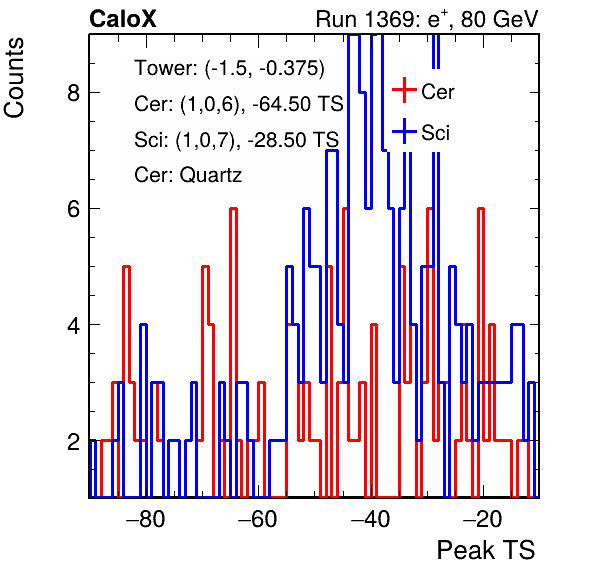 CaloX Run 1369: e⁺, 80 GeV
Tower: (-1.5, -0.375)
Cer: (1,0,6), -64.50 TS
Sci: (1,0,7), -28.50 TS
Cer: Quartz
Cer
Sci
Counts
8
6
4
2
−80 −60 −40 −20
Peak TS